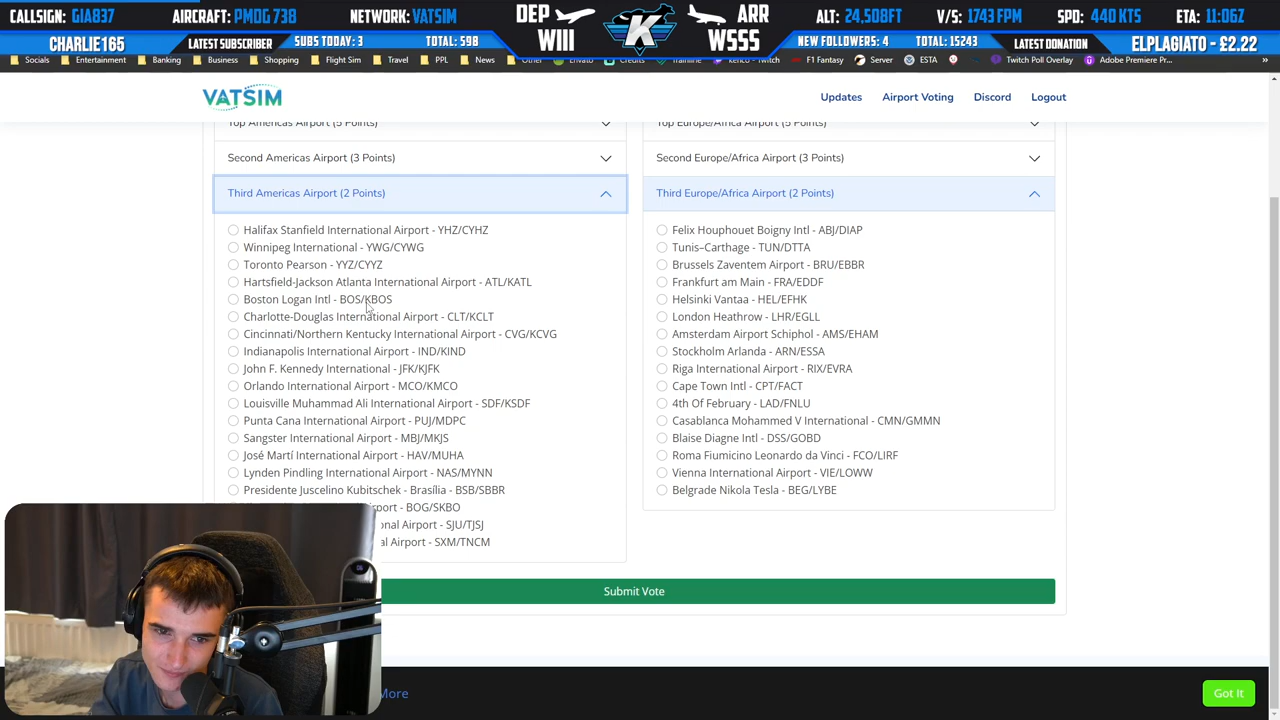 CALLSIGN: GIA837
AIRCRAFT: PMDG 738
NETWORK: VATSIM
DEP
WIII
K
ARR
WSSS
ALT: 24,508FT
V/S: 1743 FPM
SPD: 440 KTS
ETA: 11:06Z
CHARLIE165
LATEST SUBSCRIBER
SUBS TODAY: 3
TOTAL: 598
NEW FOLLOWERS: 4
TOTAL: 15243
LATEST DONATION
ELPLAGIATO - £2.22
Socials
Entertainment
Banking
Business
Shopping
Flight Sim
Travel
PPL
News
Other
Envato
Credits
Trainline
kenco - Twitch
F1 Fantasy
Server
ESTA
Twitch Poll Overlay
Adobe Premiere Pr...
»
VATSIM
Updates
Airport Voting
Discord
Logout
Top Americas Airport (5 Points)
Top Europe/Africa Airport (5 Points)
Second Americas Airport (3 Points)
Second Europe/Africa Airport (3 Points)
Third Americas Airport (2 Points)
Third Europe/Africa Airport (2 Points)
Halifax Stanfield International Airport - YHZ/CYHZ
Winnipeg International - YWG/CYWG
Toronto Pearson - YYZ/CYYZ
Hartsfield-Jackson Atlanta International Airport - ATL/KATL
Boston Logan Intl - BOS/KBOS
Charlotte-Douglas International Airport - CLT/KCLT
Cincinnati/Northern Kentucky International Airport - CVG/KCVG
Indianapolis International Airport - IND/KIND
John F. Kennedy International - JFK/KJFK
Orlando International Airport - MCO/KMCO
Louisville Muhammad Ali International Airport - SDF/KSDF
Punta Cana International Airport - PUJ/MDPC
Sangster International Airport - MBJ/MKJS
José Martí International Airport - HAV/MUHA
Lynden Pindling International Airport - NAS/MYNN
Presidente Juscelino Kubitschek - Brasília - BSB/SBBR
port - BOG/SKBO
nal Airport - SJU/TJSJ
al Airport - SXM/TNCM
Felix Houphouet Boigny Intl - ABJ/DIAP
Tunis–Carthage - TUN/DTTA
Brussels Zaventem Airport - BRU/EBBR
Frankfurt am Main - FRA/EDDF
Helsinki Vantaa - HEL/EFHK
London Heathrow - LHR/EGLL
Amsterdam Airport Schiphol - AMS/EHAM
Stockholm Arlanda - ARN/ESSA
Riga International Airport - RIX/EVRA
Cape Town Intl - CPT/FACT
4th Of February - LAD/FNLU
Casablanca Mohammed V International - CMN/GMMN
Blaise Diagne Intl - DSS/GOBD
Roma Fiumicino Leonardo da Vinci - FCO/LIRF
Vienna International Airport - VIE/LOWW
Belgrade Nikola Tesla - BEG/LYBE
Submit Vote
More
Got It